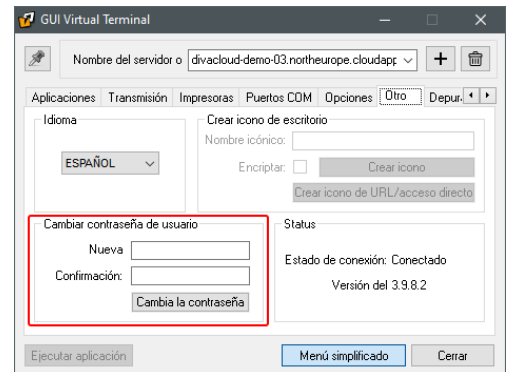 GUI Virtual Terminal
Nombre del servidor o divacloud-demo-03.northeurope.cloudapp
Aplicaciones Transmisión Impresoras Puertos COM Opciones Otro Depur.
Idioma
ESPAÑOL
Crear icono de escritorio
Nombre icónico:
Encriptar: Crear icono
Crear icono de URL/acceso directo
Cambiar contraseña de usuario
Nueva
Confirmación:
Cambia la contraseña
Status
Estado de conexión: Conectado
Versión del 3.9.8.2
Ejecutar aplicación Menú simplificado Cerrar